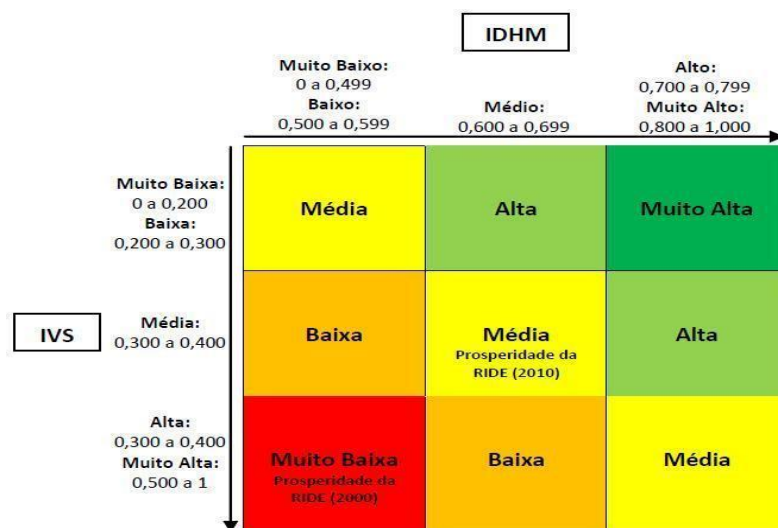 IDHM
Muito Baixo:
0 a 0,499
Baixo:
0,500 a 0,599
Médio:
0,600 a 0,699
Alto:
0,700 a 0,799
Muito Alto:
0,800 a 1,000
Muito Baixa:
0 a 0,200
Baixa:
0,200 a 0,300
Média
Alta
Muito Alta
IVS
Média:
0,300 a 0,400
Baixa
Média
Prosperidade da
RIDE (2010)
Alta
Alta:
0,300 a 0,400
Muito Alta:
0,500 a 1
Muito Baixa
Prosperidade da
RIDE (2000)
Baixa
Média